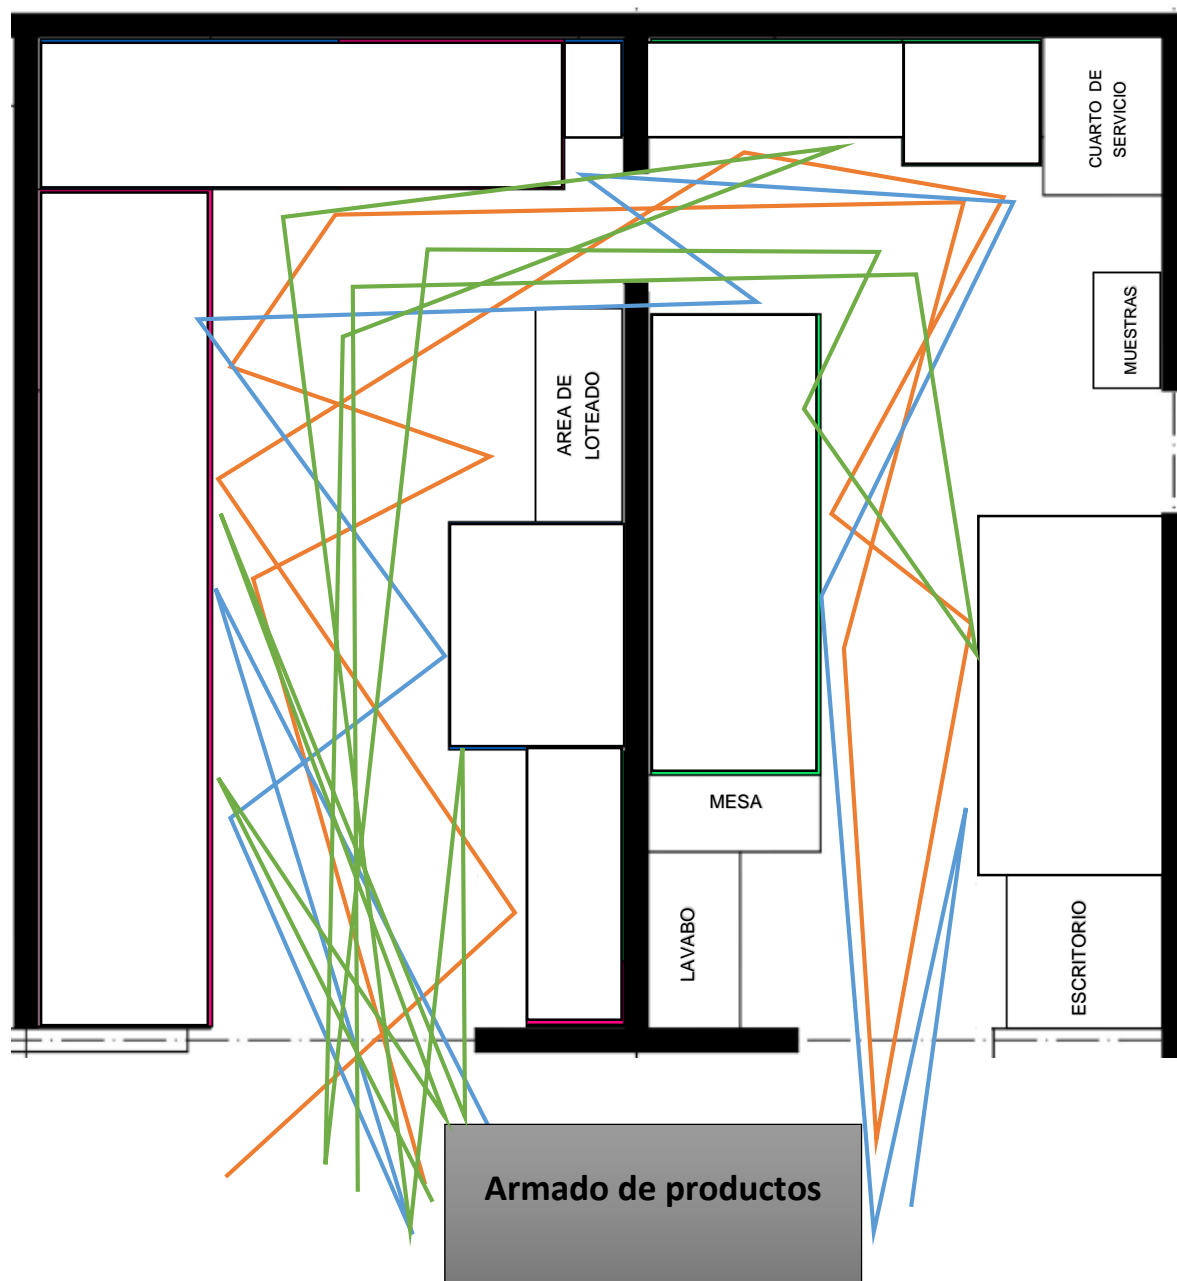 CUARTO DE
SERVICIO
MUESTRAS
AREA DE
LOTEADO
MESA
LAVABO
ESCRITORIO
Armado de productos